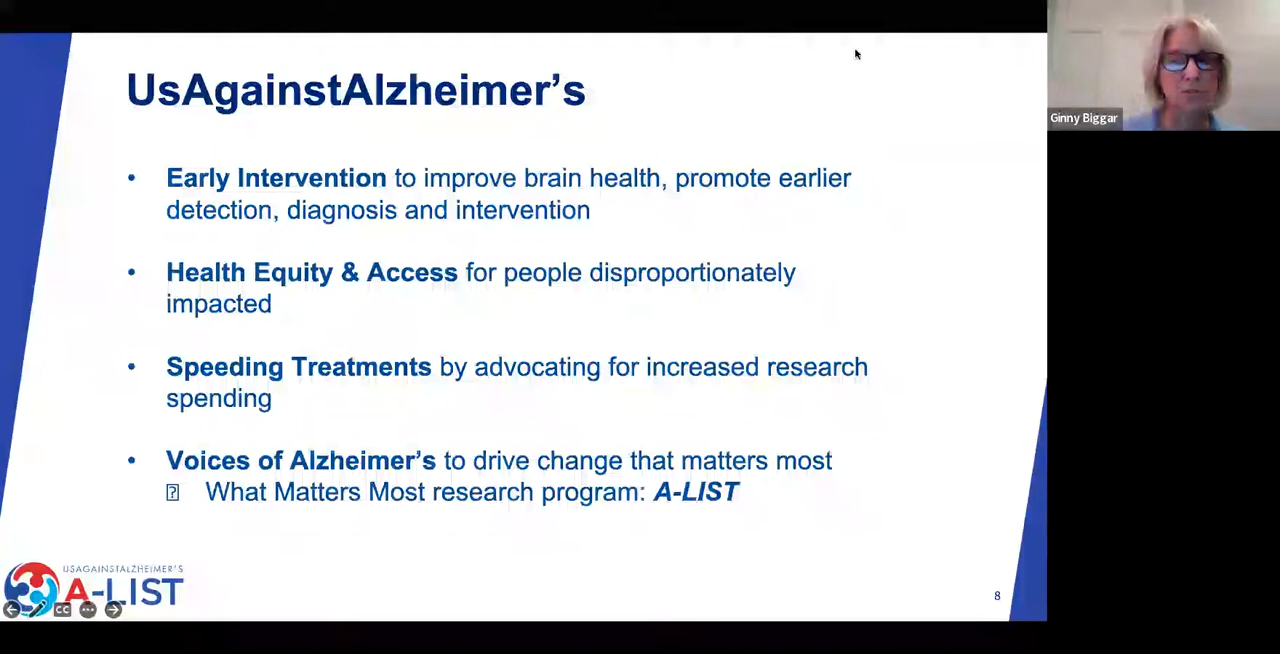 UsAgainstAlzheimer's
• Early Intervention to improve brain health, promote earlier
detection, diagnosis and intervention
• Health Equity & Access for people disproportionately
impacted
• Speeding Treatments by advocating for increased research
spending
• Voices of Alzheimer's to drive change that matters most
What Matters Most research program: A-LIST
USAGAINSTALZHEIMER'S
A-LIST
CC
8
Ginny Biggar